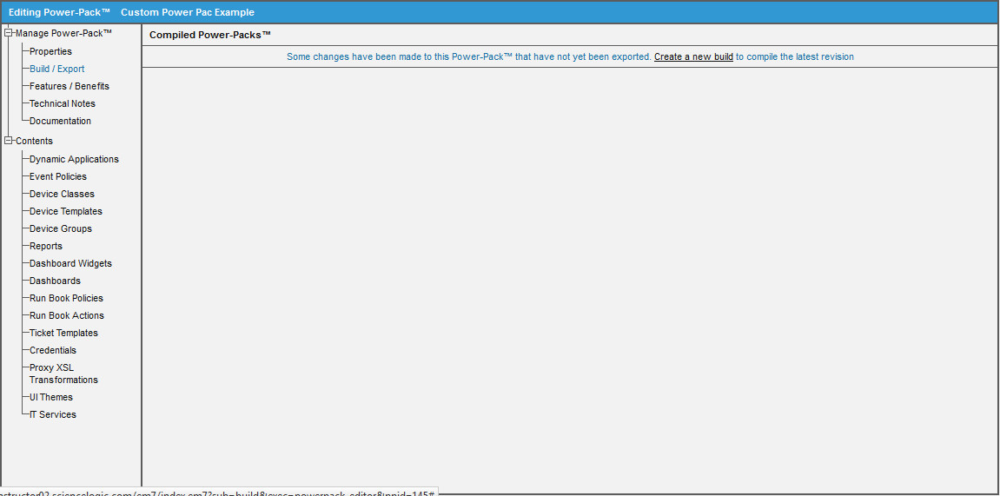 Editing Power-Pack™ Custom Power Pac Example
Manage Power-Pack™
Properties
Build / Export
Features / Benefits
Technical Notes
Documentation
Contents
Dynamic Applications
Event Policies
Device Classes
Device Templates
Device Groups
Reports
Dashboard Widgets
Dashboards
Run Book Policies
Run Book Actions
Ticket Templates
Credentials
Proxy XSL
Transformations
UI Themes
IT Services
Compiled Power-Packs™
Some changes have been made to this Power-Pack™ that have not yet been exported. Create a new build to compile the latest revision
nstructor02.sciencelogic.com/em7/index.em7?sub=build&exec=powerpack_editor&ppid=145#